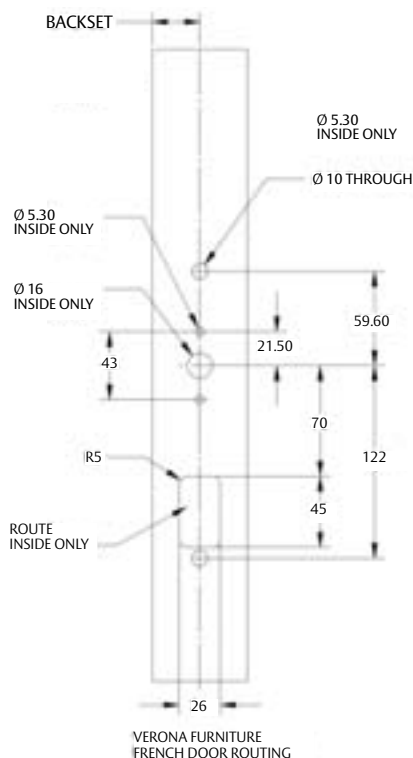 BACKSET
Ø 5.30
INSIDE ONLY
Ø 10 THROUGH
Ø 5.30
INSIDE ONLY
Ø 16
INSIDE ONLY
59.60
21.50
43
70
122
R5
45
ROUTE
INSIDE ONLY
26
VERONA FURNITURE
FRENCH DOOR ROUTING